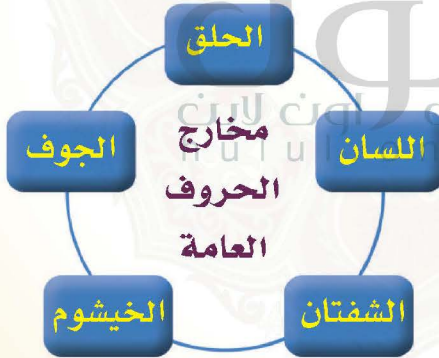 الحلق
اللسان
الشفتان
الخيشوم
الجوف
مخارج
الحروف
العامة